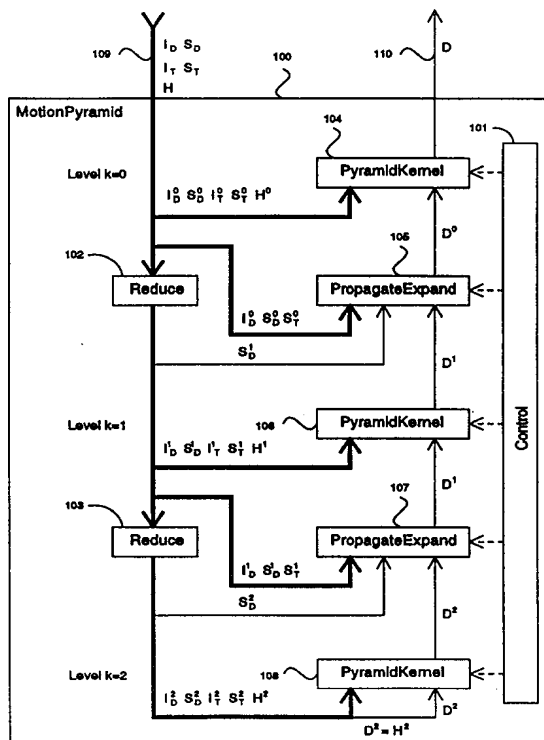 109
I_D S_D
I_T S_T
H
100
110
D
MotionPyramid
101
104
Level k=0
PyramidKernel
I_D^0 S_D^0 I_T^0 S_T^0 H^0
D^0
102
105
Reduce
PropagateExpand
I_D^0 S_D^0 S_T^0
S_D^1
D^1
Control
Level k=1
106
PyramidKernel
I_D^1 S_D^1 I_T^1 S_T^1 H^1
D^1
103
107
Reduce
PropagateExpand
I_D^1 S_D^1 S_T^1
S_D^2
D^2
Level k=2
108
PyramidKernel
I_D^2 S_D^2 I_T^2 S_T^2 H^2
D^2
D^2 = H^2